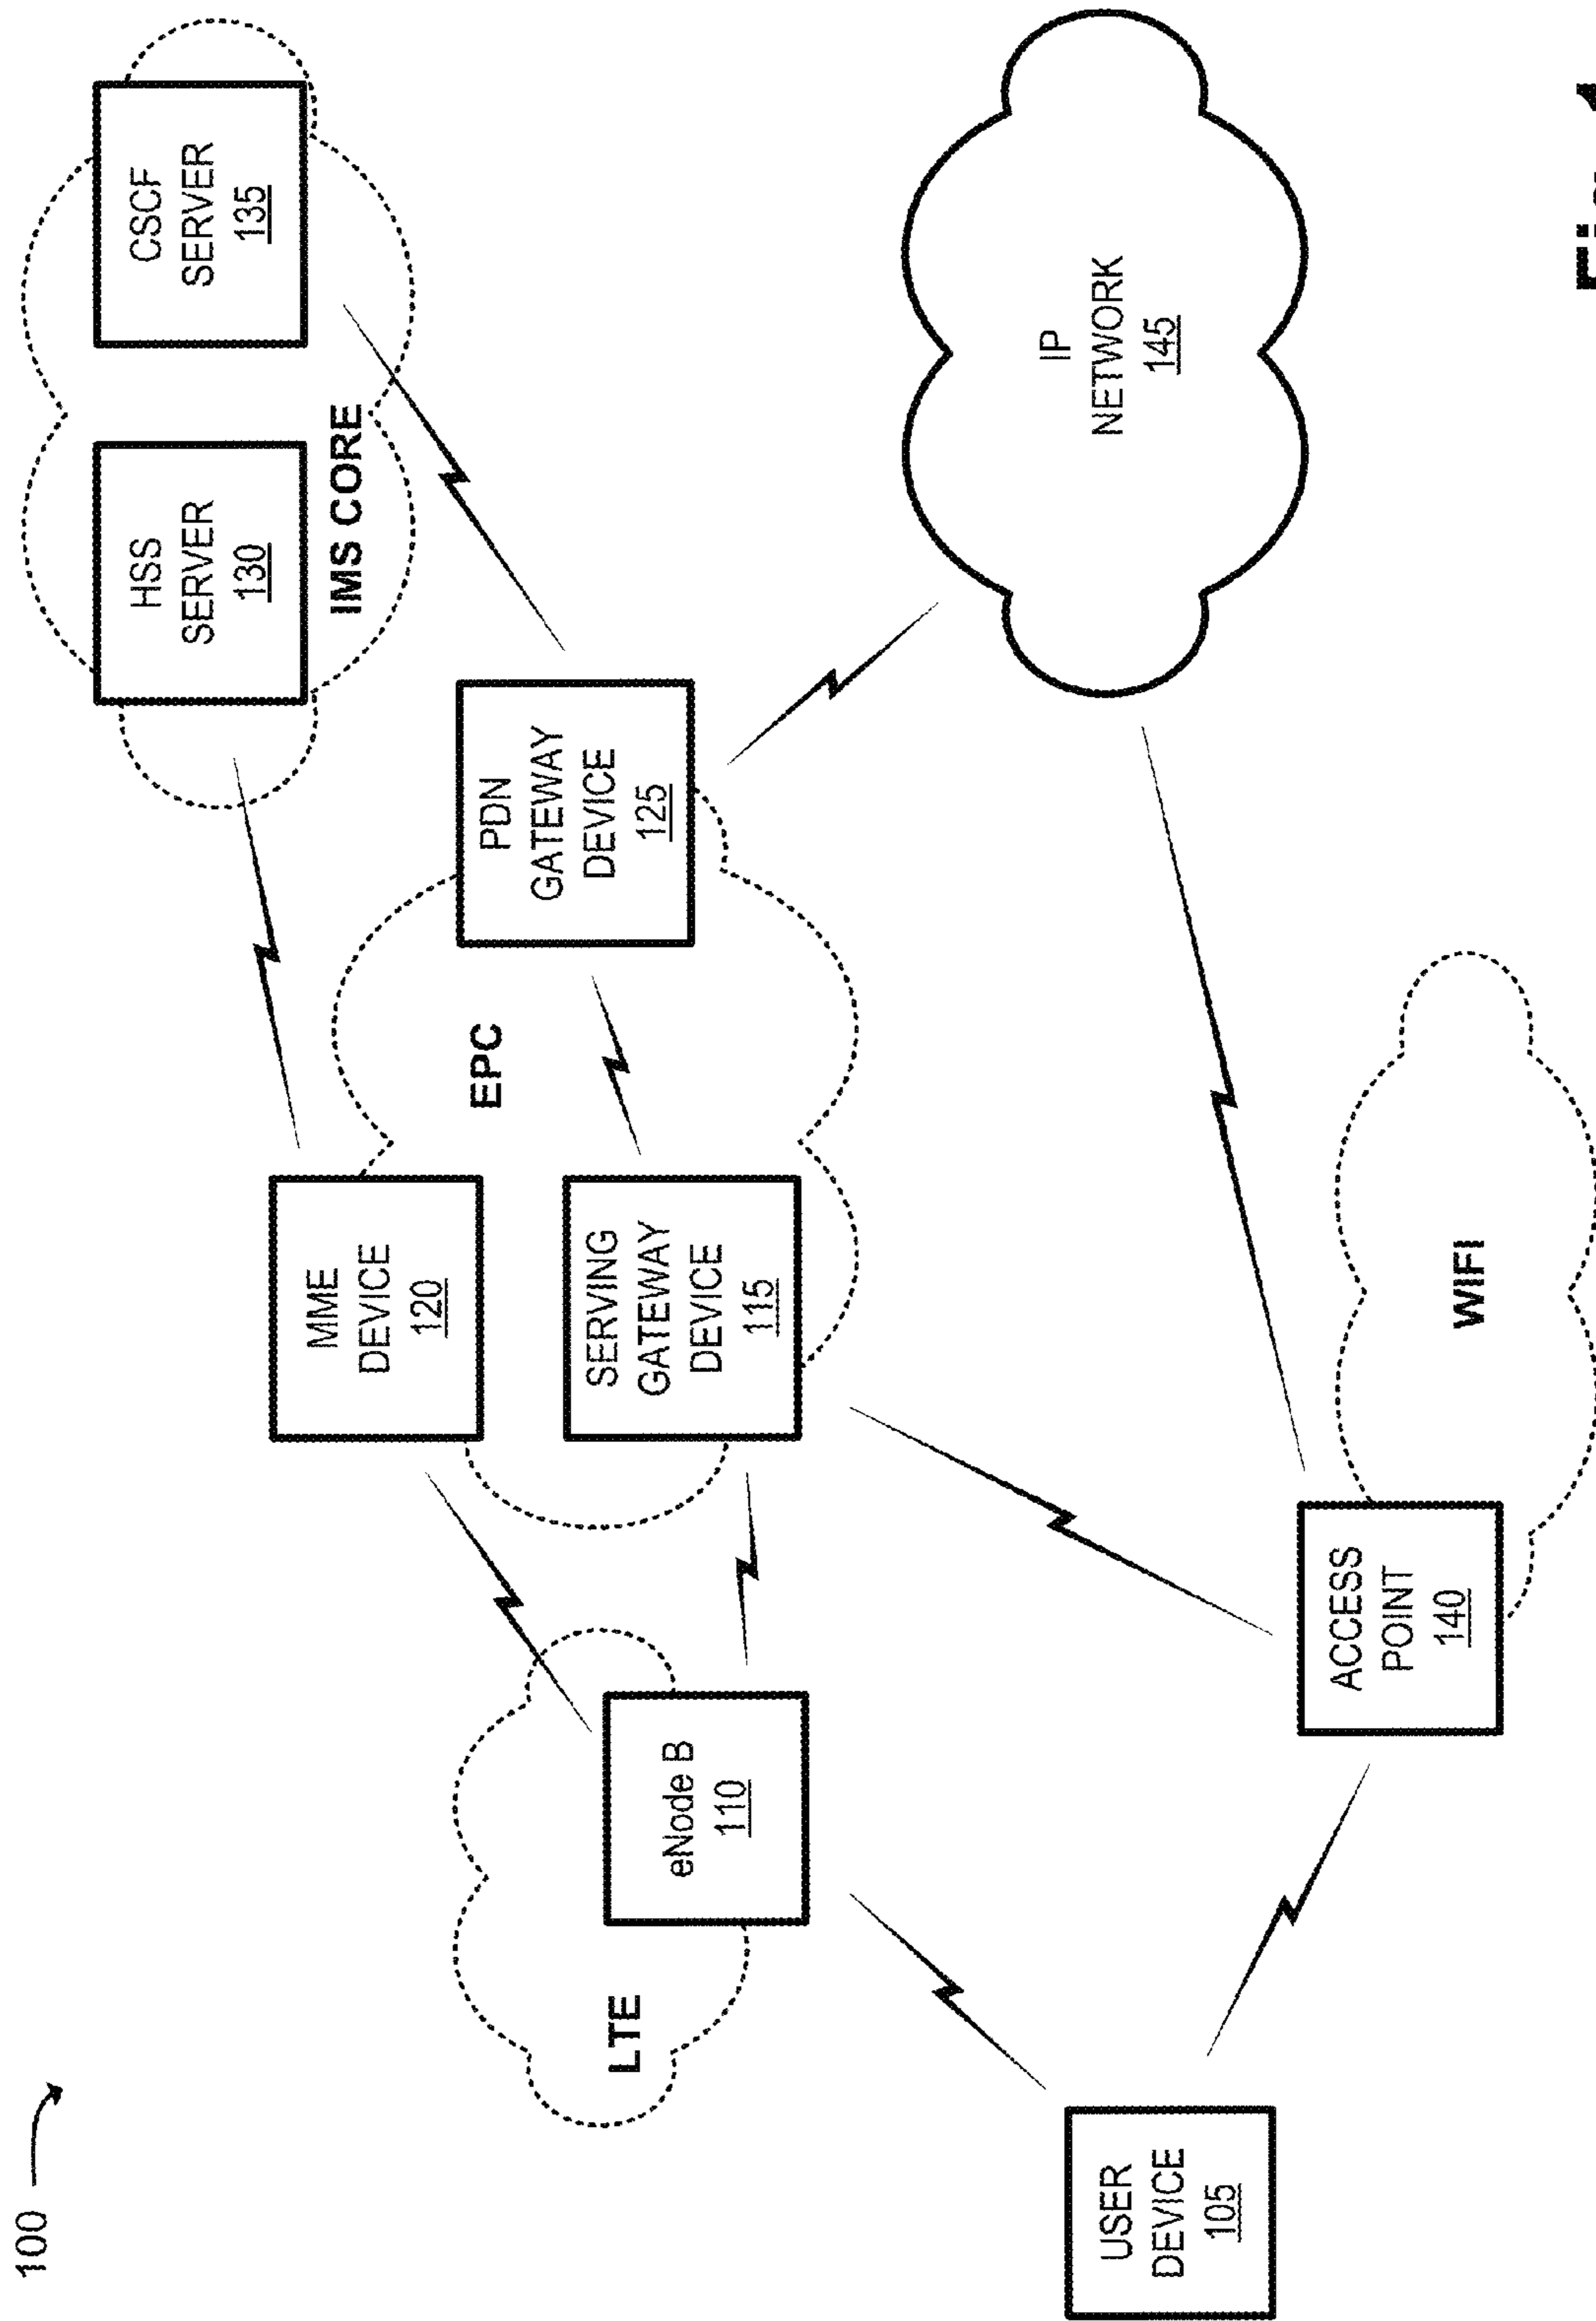 100
CSCF
SERVER
135
HSS
SERVER
130
IMS CORE
MME
DEVICE
120
EPC
PDN
GATEWAY
DEVICE
125
SERVING
GATEWAY
DEVICE
115
LTE
eNode B
110
IP
NETWORK
145
USER
DEVICE
105
ACCESS
POINT
140
WIFI